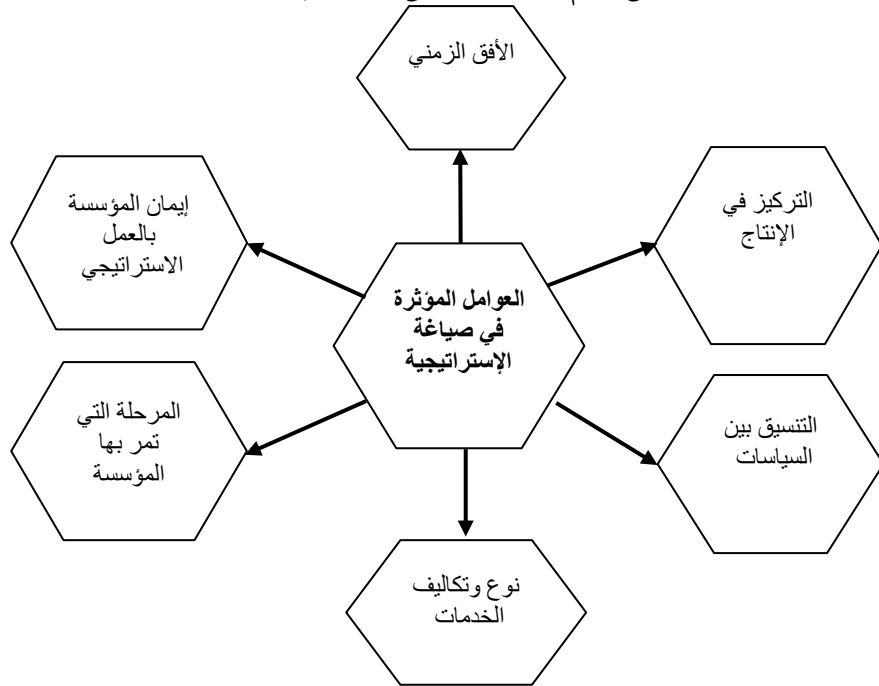 الأفق الزمني
إيمان المؤسسة
بالعمل
الاستراتيجي
التركيز في
الإنتاج
العوامل المؤثرة
في صياغة
الإستراتيجية
المرحلة التي
تمر بها
المؤسسة
التنسيق بين
السياسات
نوع وتكاليف
الخدمات